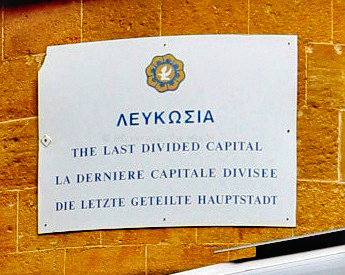 ΛΕΥΚΩΣΙΑ
THE LAST DIVIDED CAPITAL
LA DERNIERE CAPITALE DIVISEE
DIE LETZTE GETEILTE HAUPTSTADT